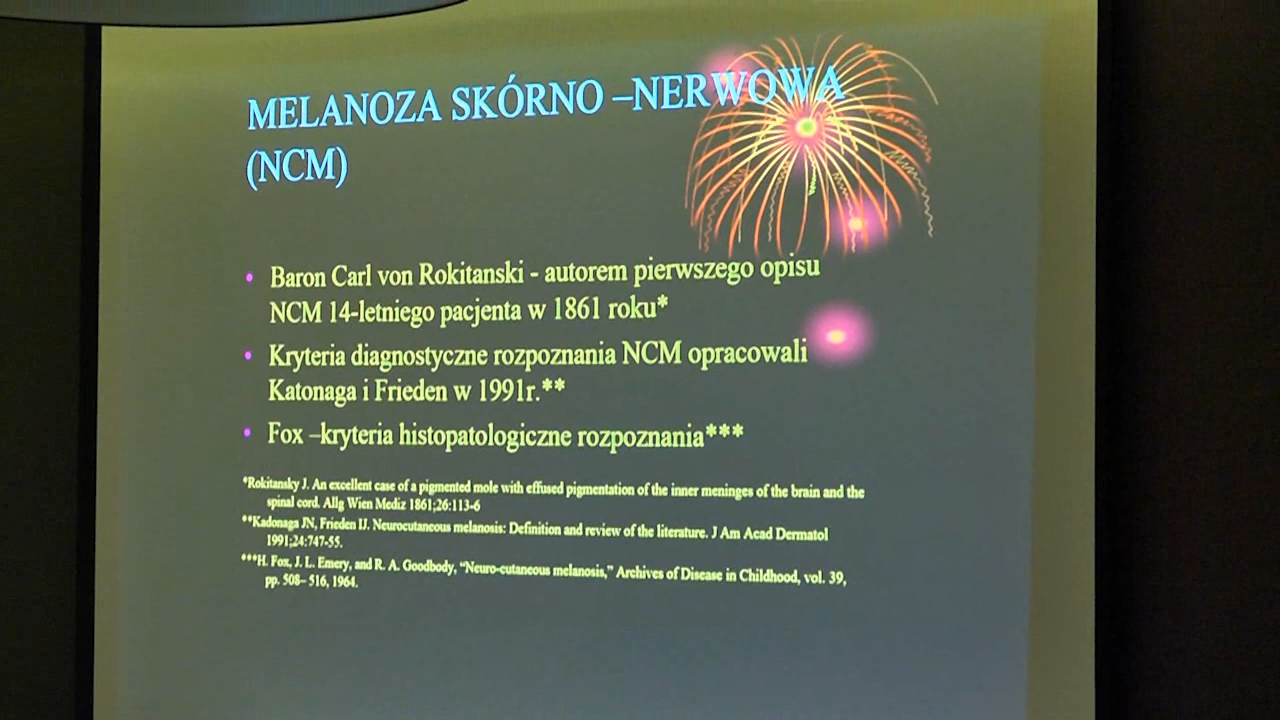 MELANOZA SKÓRNO –NERWOWA
(NCM)
• Baron Carl von Rokitanski - autorem pierwszego opisu
NCM 14-letniego pacjenta w 1861 roku*
• Kryteria diagnostyczne rozpoznania NCM opracowali
Katonaga i Frieden w 1991r.**
• Fox –kryteria histopatologiczne rozpoznania***
*Rokitansky J. An excellent case of a pigmented mole with effused pigmentation of the inner meninges of the brain and the
spinal cord. Allg Wien Mediz 1861;26:113-6
**Kadonaga JN, Frieden IJ. Neurocutaneous melanosis: Definition and review of the literature. J Am Acad Dermatol
1991;24:747-55.
***H. Fox, J. L. Emery, and R. A. Goodbody, “Neuro-cutaneous melanosis,” Archives of Disease in Childhood, vol. 39,
pp. 508– 516, 1964.